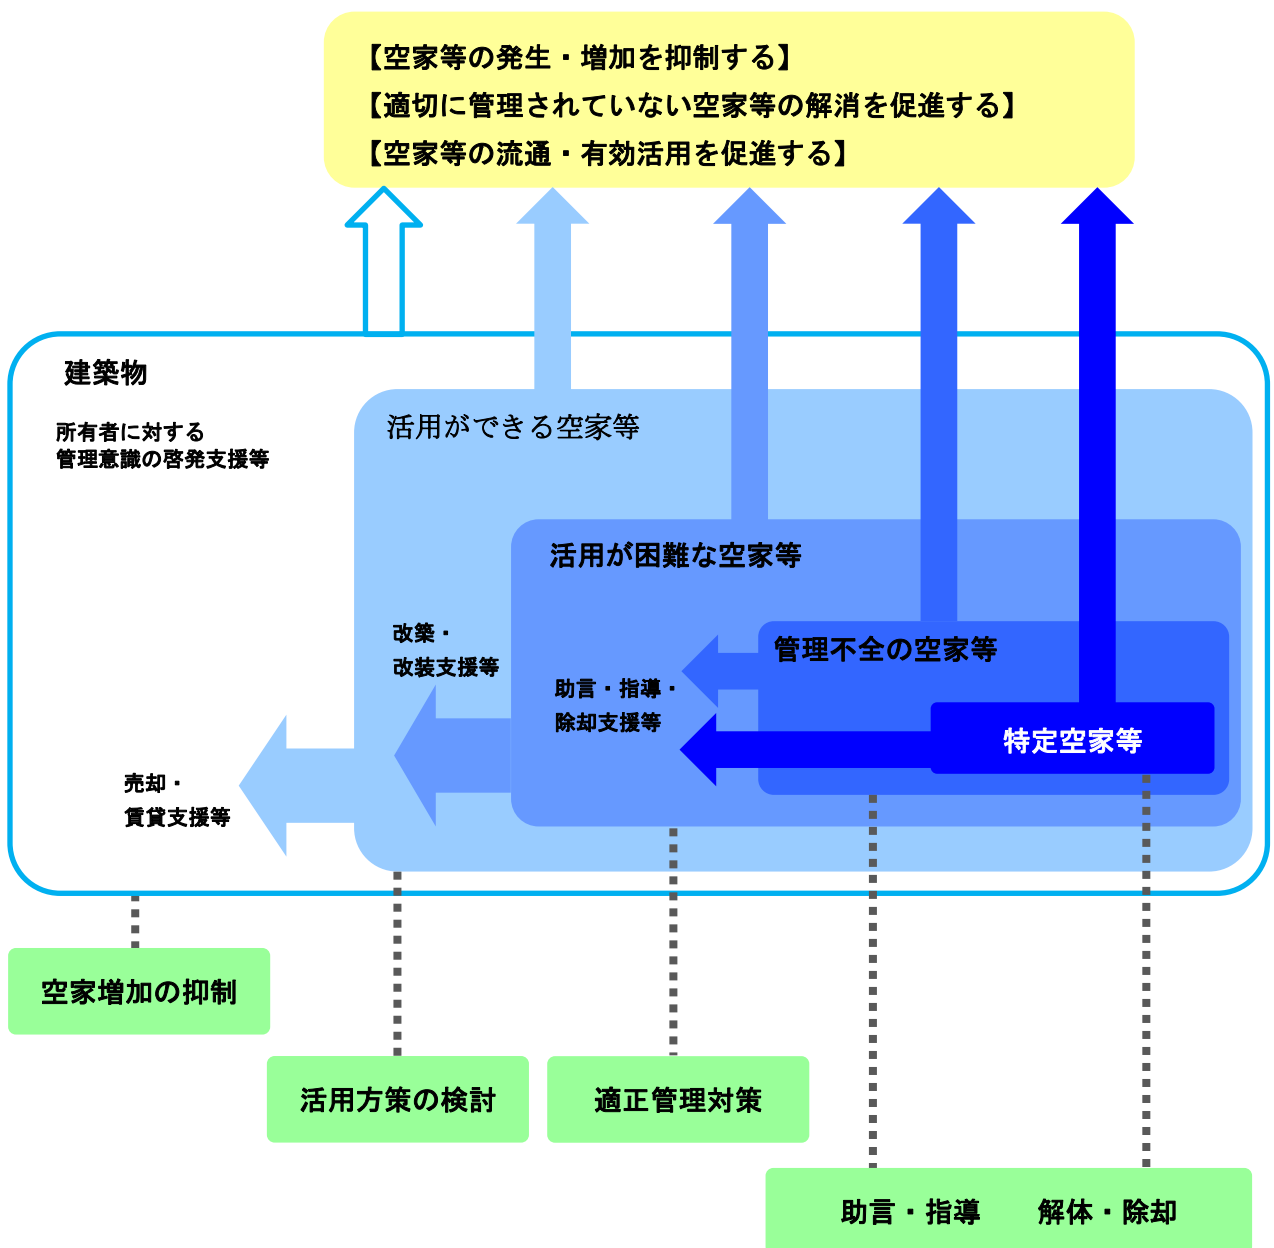 【空家等の発生・増加を抑制する】
【適切に管理されていない空家等の解消を促進する】
【空家等の流通・有効活用を促進する】
建築物
所有者に対する
管理意識の啓発支援等
活用ができる空家等
活用が困難な空家等
改築・
改装支援等
管理不全の空家等
助言・指導・
除却支援等
特定空家等
売却・
賃貸支援等
空家増加の抑制
活用方策の検討
適正管理対策
助言・指導
解体・除却